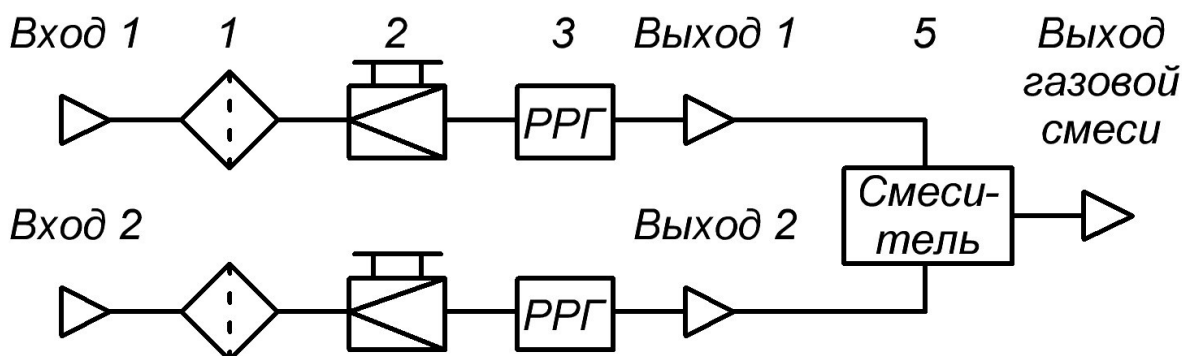 Вход 1 1 2 3 Выход 1 5 Выход
газовой
смеси
РРГ
Смеси-
тель
Вход 2 Выход 2
РРГ